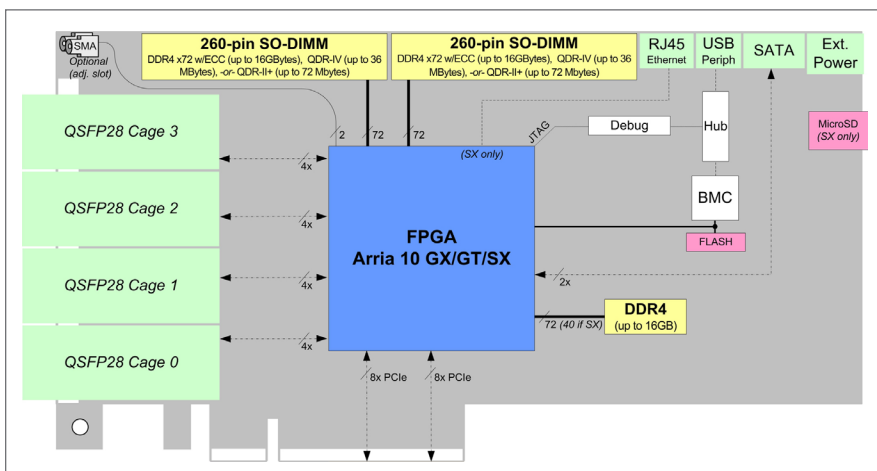 SMA
Optional
(adj. slot)
260-pin SO-DIMM
DDR4 x72 w/ECC (up to 16GBytes), QDR-IV (up to 36
MBytes), -or- QDR-II+ (up to 72 Mbytes)
260-pin SO-DIMM
DDR4 x72 w/ECC (up to 16GBytes), QDR-IV (up to 36
MBytes), -or- QDR-II+ (up to 72 Mbytes)
RJ45
Ethernet
USB
Periph
SATA
Ext.
Power
QSFP28 Cage 3
QSFP28 Cage 2
QSFP28 Cage 1
QSFP28 Cage 0
4x
4x
4x
4x
2
72
72
(SX only)
JTAG
Debug
Hub
MicroSD
(SX only)
BMC
FLASH
FPGA
Arria 10 GX/GT/SX
2x
72 (40 if SX)
DDR4
(up to 16GB)
8x PCIe
8x PCIe